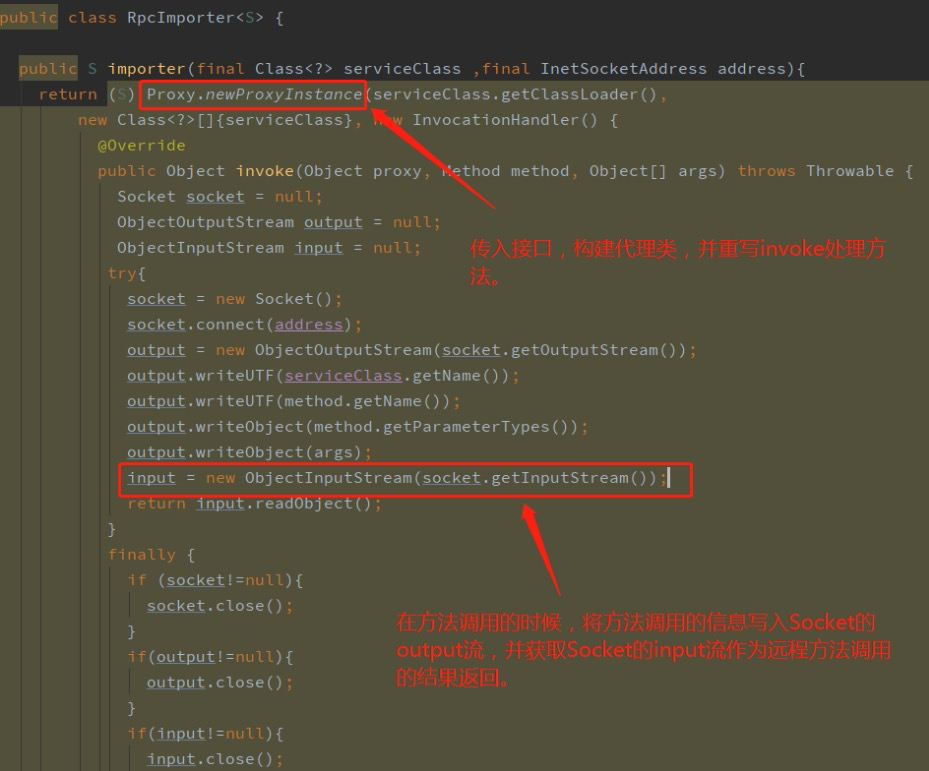 public class RpcImporter<S> {
public S importer(final Class<?> serviceClass ,final InetSocketAddress address){
return (S) Proxy.newProxyInstance(serviceClass.getClassLoader(),
new Class<?>[]{serviceClass}, new InvocationHandler() {
@Override
public Object invoke(Object proxy, Method method, Object[] args) throws Throwable {
Socket socket = null;
ObjectOutputStream output = null;
ObjectInputStream input = null;
传入接口，构建代理类，并重写invoke处理方
法。
try{
socket = new Socket();
socket.connect(address);
output = new ObjectOutputStream(socket.getOutputStream());
output.writeUTF(serviceClass.getName());
output.writeUTF(method.getName());
output.writeObject(method.getParameterTypes());
output.writeObject(args);
input = new ObjectInputStream(socket.getInputStream());
return input.readObject();
}
finally {
if (socket!=null){
socket.close();
}
在方法调用的时候，将方法调用的信息写入Socket的
output流，并获取Socket的input流作为远程方法调用
的结果返回。
if(output!=null){
output.close();
}
if(input!=null){
input.close();